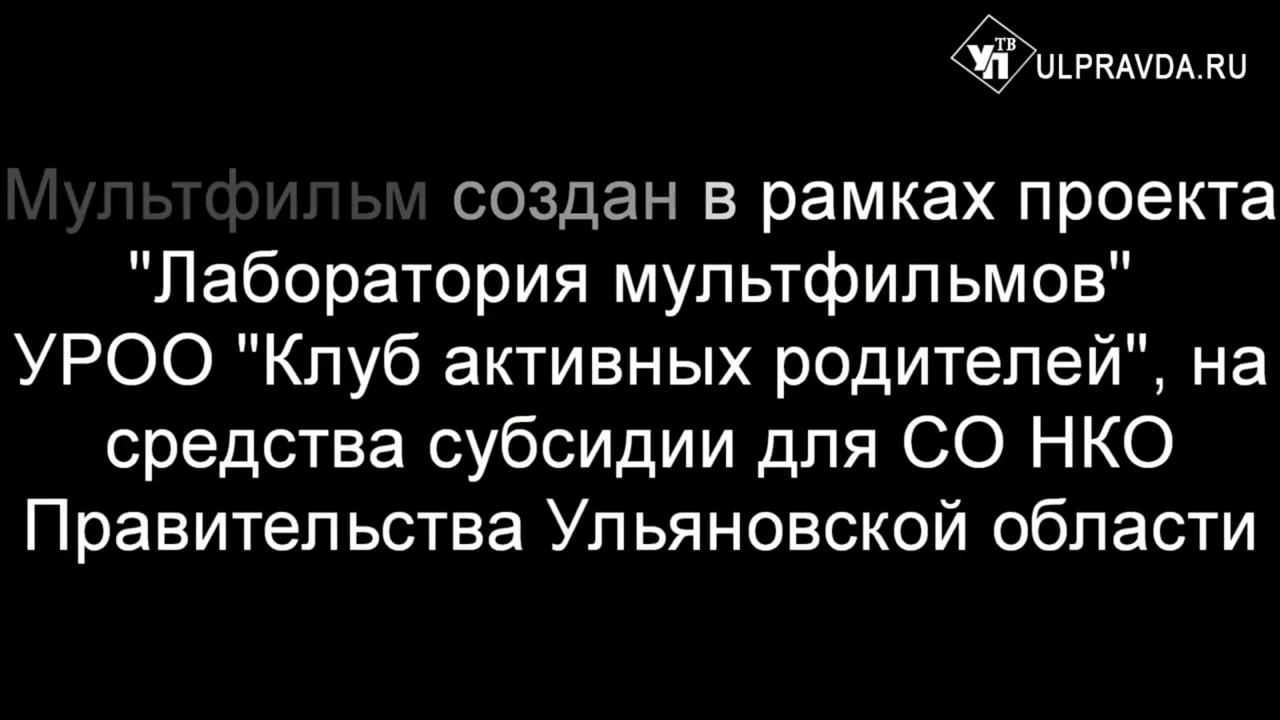 УП ТВ ULPRAVDA.RU
Мультфильм создан в рамках проекта
"Лаборатория мультфильмов"
УРОО "Клуб активных родителей", на
средства субсидии для СО НКО
Правительства Ульяновской области